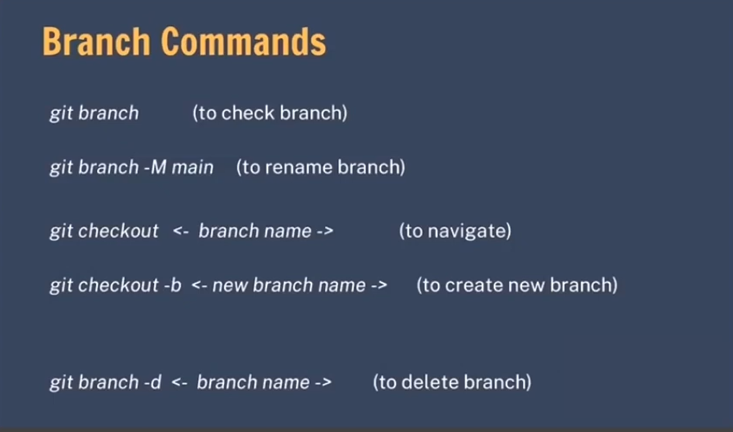 Branch Commands
git branch (to check branch)
git branch -M main (to rename branch)
git checkout <- branch name -> (to navigate)
git checkout -b <- new branch name -> (to create new branch)
git branch -d <- branch name -> (to delete branch)